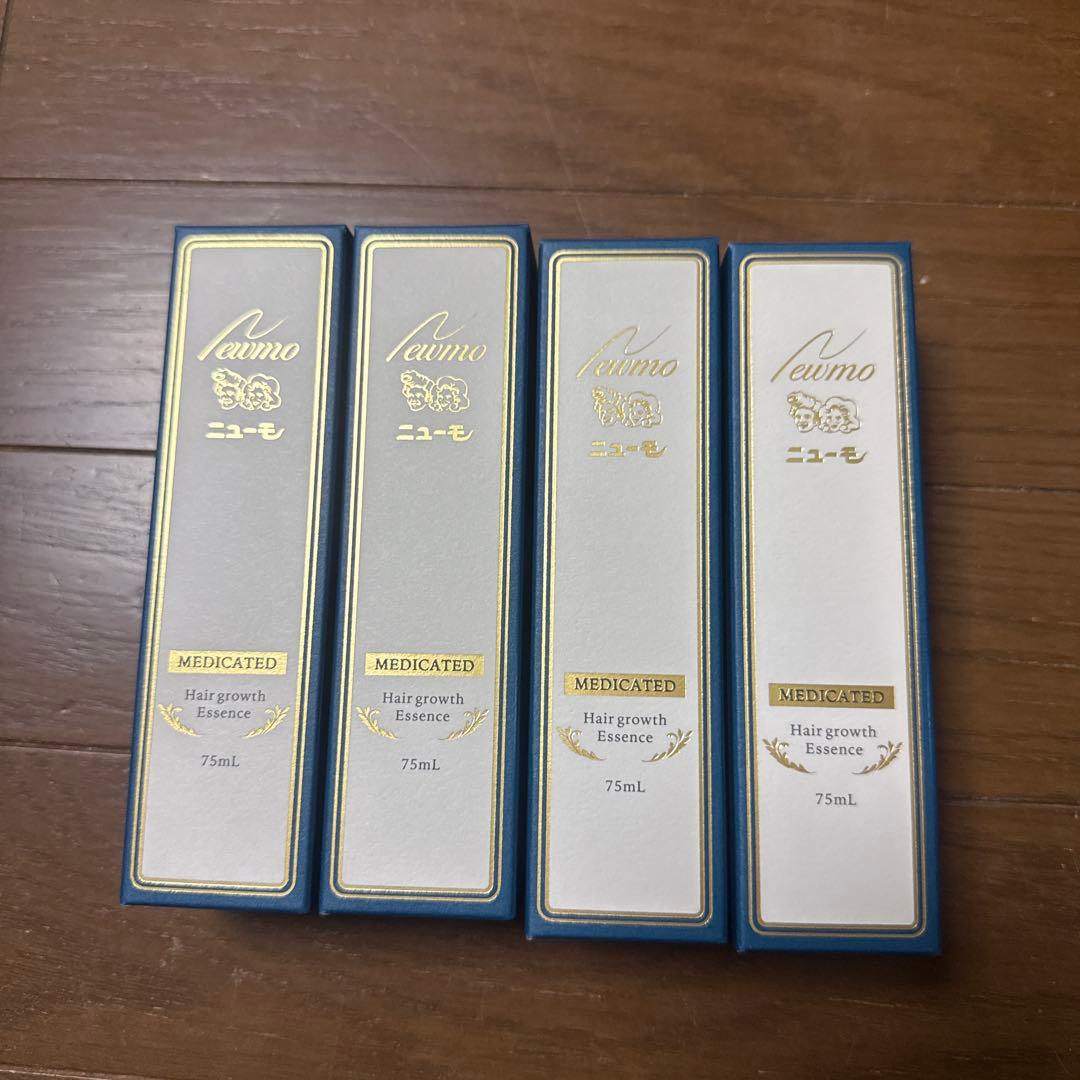 Newmo
ニューモ
MEDICATED
Hair growth
Essence
75mL
Newmo
ニューモ
MEDICATED
Hair growth
Essence
75mL
Newmo
ニューモ
MEDICATED
Hair growth
Essence
75mL
Newmo
ニューモ
MEDICATED
Hair growth
Essence
75mL